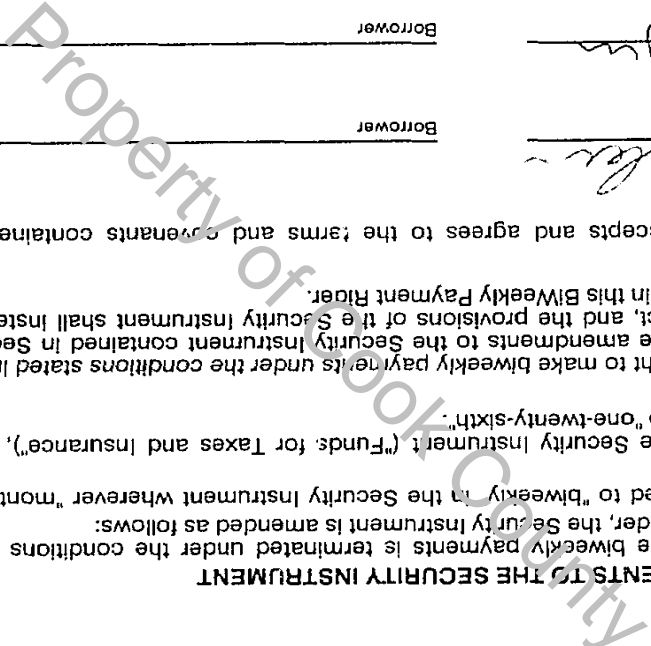 ENTS TO THE SECURITY INSTRUMENT
e biweekly payments is terminated under the conditions
der, the Security Instrument is amended as follows:
ed to "biweekly" in the Security Instrument wherever "mont
e Security Instrument ("Funds for Taxes and Insurance"),
o "one-twenty-sixth".
ht to make biweekly payments under the conditions stated
e amendments to the Security Instrument contained in Sec
ct, and the provisions of the Security Instrument shall inste
in this BiWeekly Payment Rider.
cepts and agrees to the terms and covenants containe
Borrower
Borrower
Property of Cook County